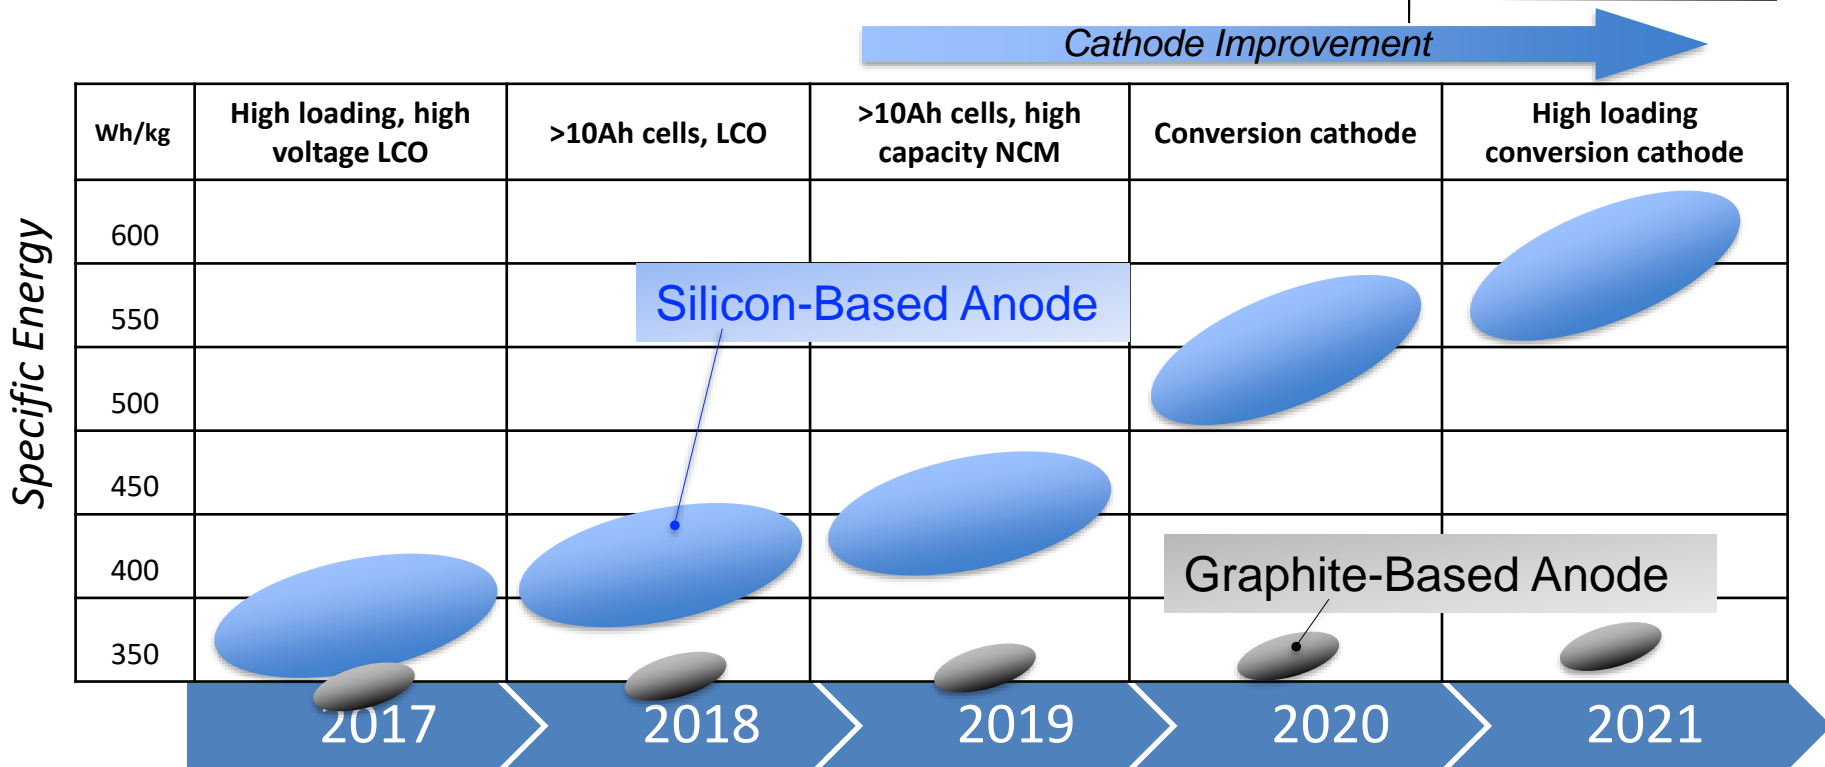 Cathode Improvement
Wh/kg
High loading, high
voltage LCO
>10Ah cells, LCO
>10Ah cells, high
capacity NCM
Conversion cathode
High loading
conversion cathode
Specific Energy
600
550
500
450
400
350
Silicon-Based Anode
Graphite-Based Anode
2017
2018
2019
2020
2021